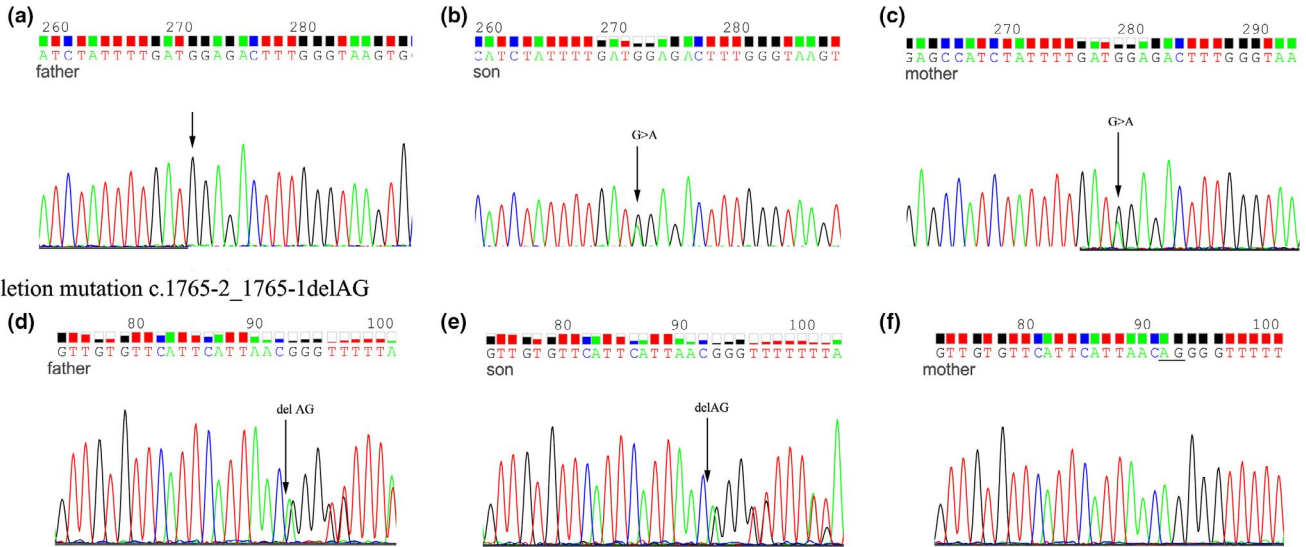 (a) (b) (c)
260 270 280 260 270 280 270 280 290
ATCTATTTTGATGGAGACTTTGGGTAAGTG CATCTATTTTGATGGAGACTTTGGGTAAGT GAGCCATCTATTTTGATGGAGACTTTGGGTAA
father son mother
G>A G>A
letion mutation c.1765-2_1765-1delAG
(d) (e) (f)
80 90 100 80 90 100 80 90 100
GTTGTGTTCATTCATTAACGGGTTTTTA GTTGTGTTCATTCATTAACGGGTTTTTTTA GTTGTGTTCATTCATTAACAGGGGTTTTT
father son mother
del AG delAG